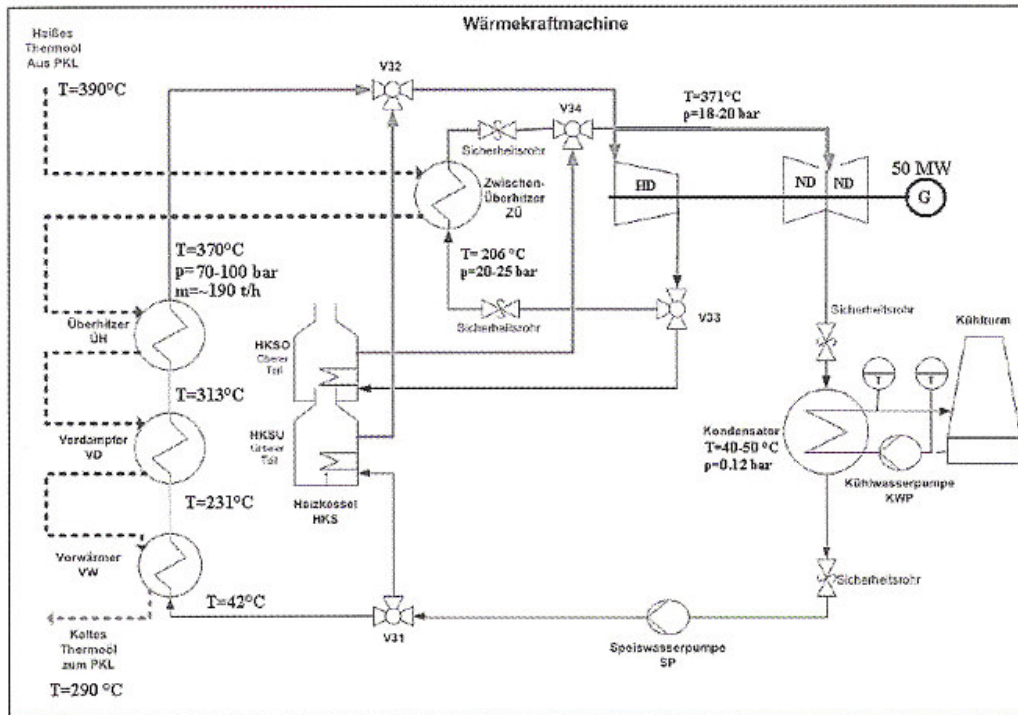 Wärmekraftmachine
Heißes
Thermoöl
Aus PKL
T=390°C
V32
V34
T=371°C
p=18-20 bar
Sicherheitsrohr
Zwischen-
Überhitzer
ZÜ
HD
ND
ND
50 MW
G
T=370°C
p=70-100 bar
m=~190 t/h
T= 206 °C
p=20-25 bar
Sicherheitsrohr
V33
Überhitzer
ÜH
HKSO
Oberer
Teil
Sicherheitsrohr
Kühlturm
T=313°C
T
T
Verdampfer
VD
HKSU
Teil
Kondensator
T=40-50 °C
p=0.12 bar
T=231°C
Heizkessel
HKS
Kühlwasserpumpe
KWP
Vorwärmer
VW
Sicherheitsrohr
T=42°C
V31
Kaltes
Thermoöl
zum PKL
Speiswasserpumpe
SP
T=290 °C